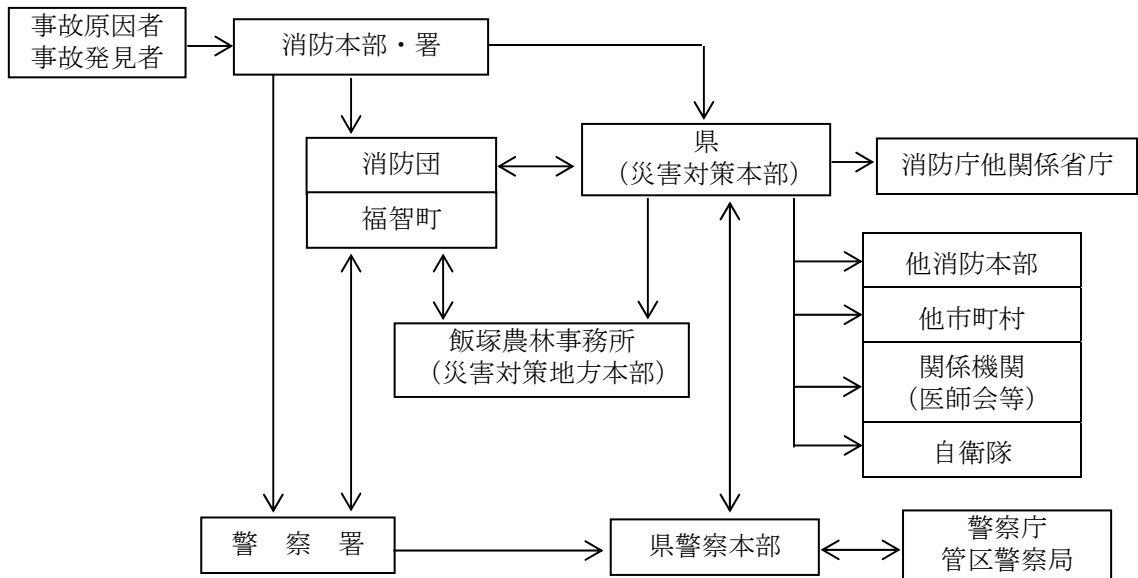 事故原因者
事故発見者
消防本部・署
消防団
福智町
県
（災害対策本部）
消防庁他関係省庁
他消防本部
他市町村
関係機関
（医師会等）
自衛隊
飯塚農林事務所
（災害対策地方本部）
警　察　署
県警察本部
警察庁
管区警察局